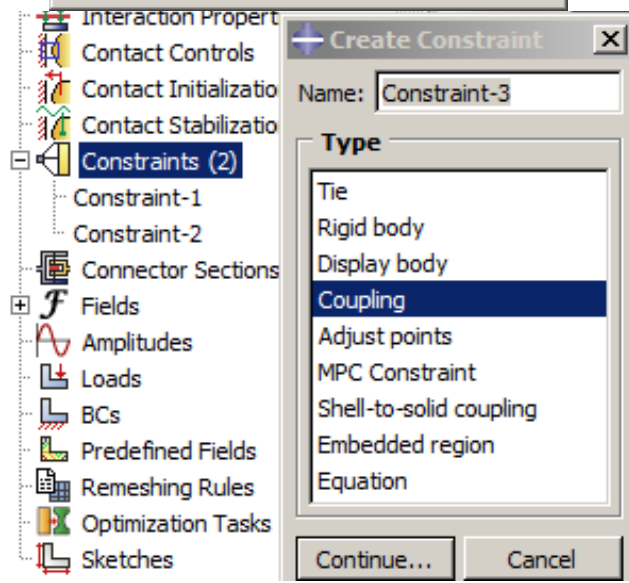 Interaction Propert
Contact Controls
Contact Initializatio
Contact Stabilizatio
Constraints (2)
Constraint-1
Constraint-2
Connector Sections
Fields
Amplitudes
Loads
BCs
Predefined Fields
Remeshing Rules
Optimization Tasks
Sketches
Create Constraint
Name: Constraint-3
Type
Tie
Rigid body
Display body
Coupling
Adjust points
MPC Constraint
Shell-to-solid coupling
Embedded region
Equation
Continue... Cancel